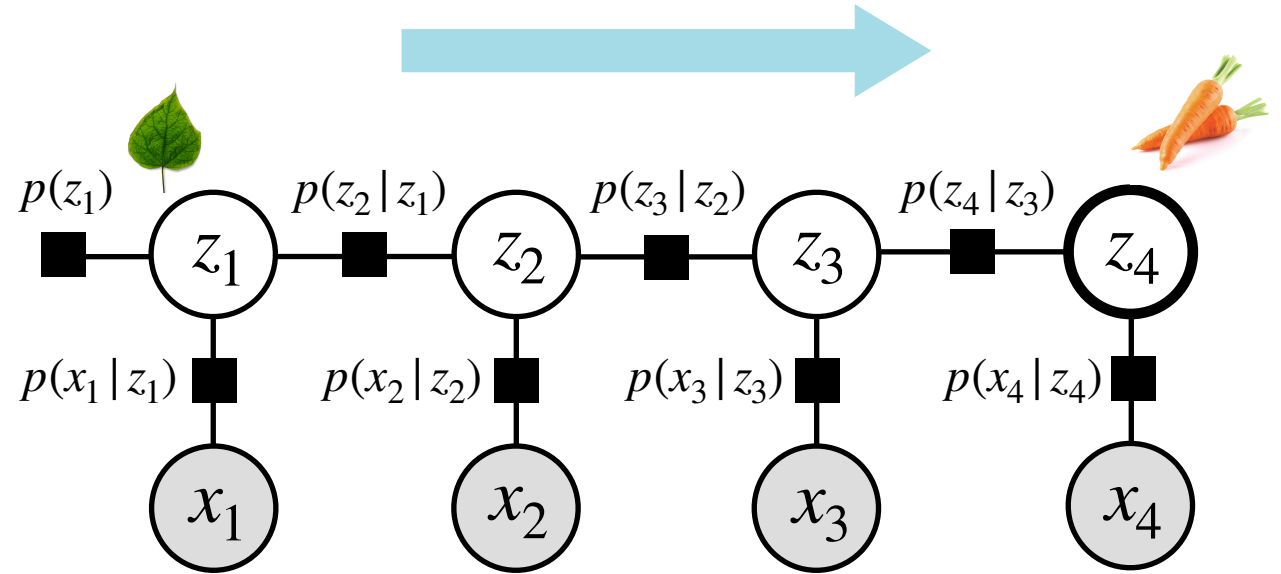 p(z₁) p(z₂|z₁) p(z₃|z₂) p(z₄|z₃)
z₁ z₂ z₃ z₄
p(x₁|z₁) p(x₂|z₂) p(x₃|z₃) p(x₄|z₄)
x₁ x₂ x₃ x₄